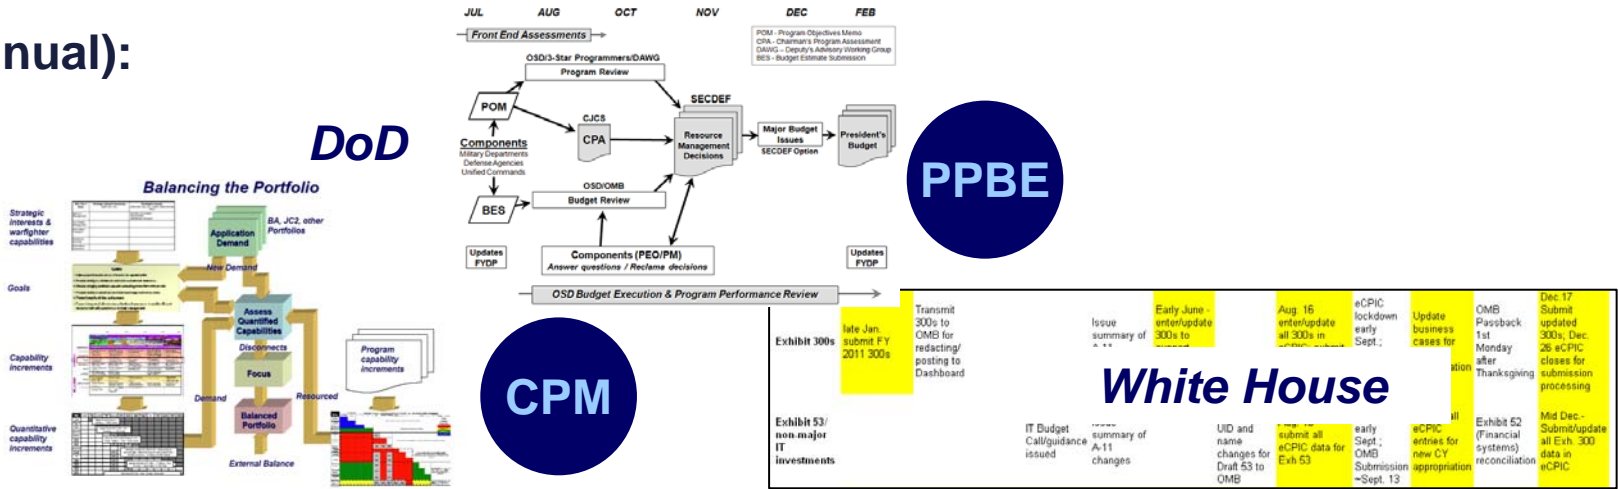 nual):
DoD
Balancing the Portfolio
Strategic
interests &
warfighter
capabilities
Application
Demand
BA, JC2, other
Portfolios
New Demand
Goals
Assess
Quantified
Capabilities
Disconnects
Capability
increments
Focus
Program
capability
increments
Demand
Resourced
Balanced
Portfolio
Quantitative
capability
increments
External Balance
JUL AUG OCT NOV DEC FEB
Front End Assessments
POM - Program Objectives Memo
CPA - Chairman's Program Assessment
DAWG – Deputy's Advisory Working Group
BES - Budget Estimate Submission
OSD/3-Star Programmers/DAWG
Program Review
POM
SECDEF
CJCS
CPA
Components
Military Departments
Defense Agencies
Unified Commands
Resource
Management
Decisions
Major Budget
Issues
SECDEF Option
President's
Budget
OSD/OMB
Budget Review
BES
Updates
FYDP
Components (PEO/PM)
Answer questions / Reclama decisions
Updates
FYDP
OSD Budget Execution & Program Performance Review
PPBE
CPM
White House
Exhibit 300s
late Jan.
submit FY
2011 300s
Transmit
300s to
OMB for
redacting/
posting to
Dashboard
Issue
summary of
A-11
Early June -
enter/update
300s to
Aug. 16
enter/update
all 300s in
eCPIC
lockdown
early
Sept.;
Update
business
cases for
OMB
Passback
1st
Monday
after
Thanksgiving
Dec.17
Submit
updated
300s; Dec.
26 eCPIC
closes for
submission
processing
Exhibit 53/
non-major
IT
investments
IT Budget
Call/guidance
issued
summary of
A-11
changes
UID and
name
changes for
Draft 53 to
OMB
submit all
eCPIC data for
Exh 53
early
Sept.;
OMB
Submission
~Sept. 13
all
eCPIC
entries for
new CY
appropriation
Exhibit 52
(Financial
systems)
reconciliation
Mid Dec.-
Submit/update
all Exh. 300
data in
eCPIC